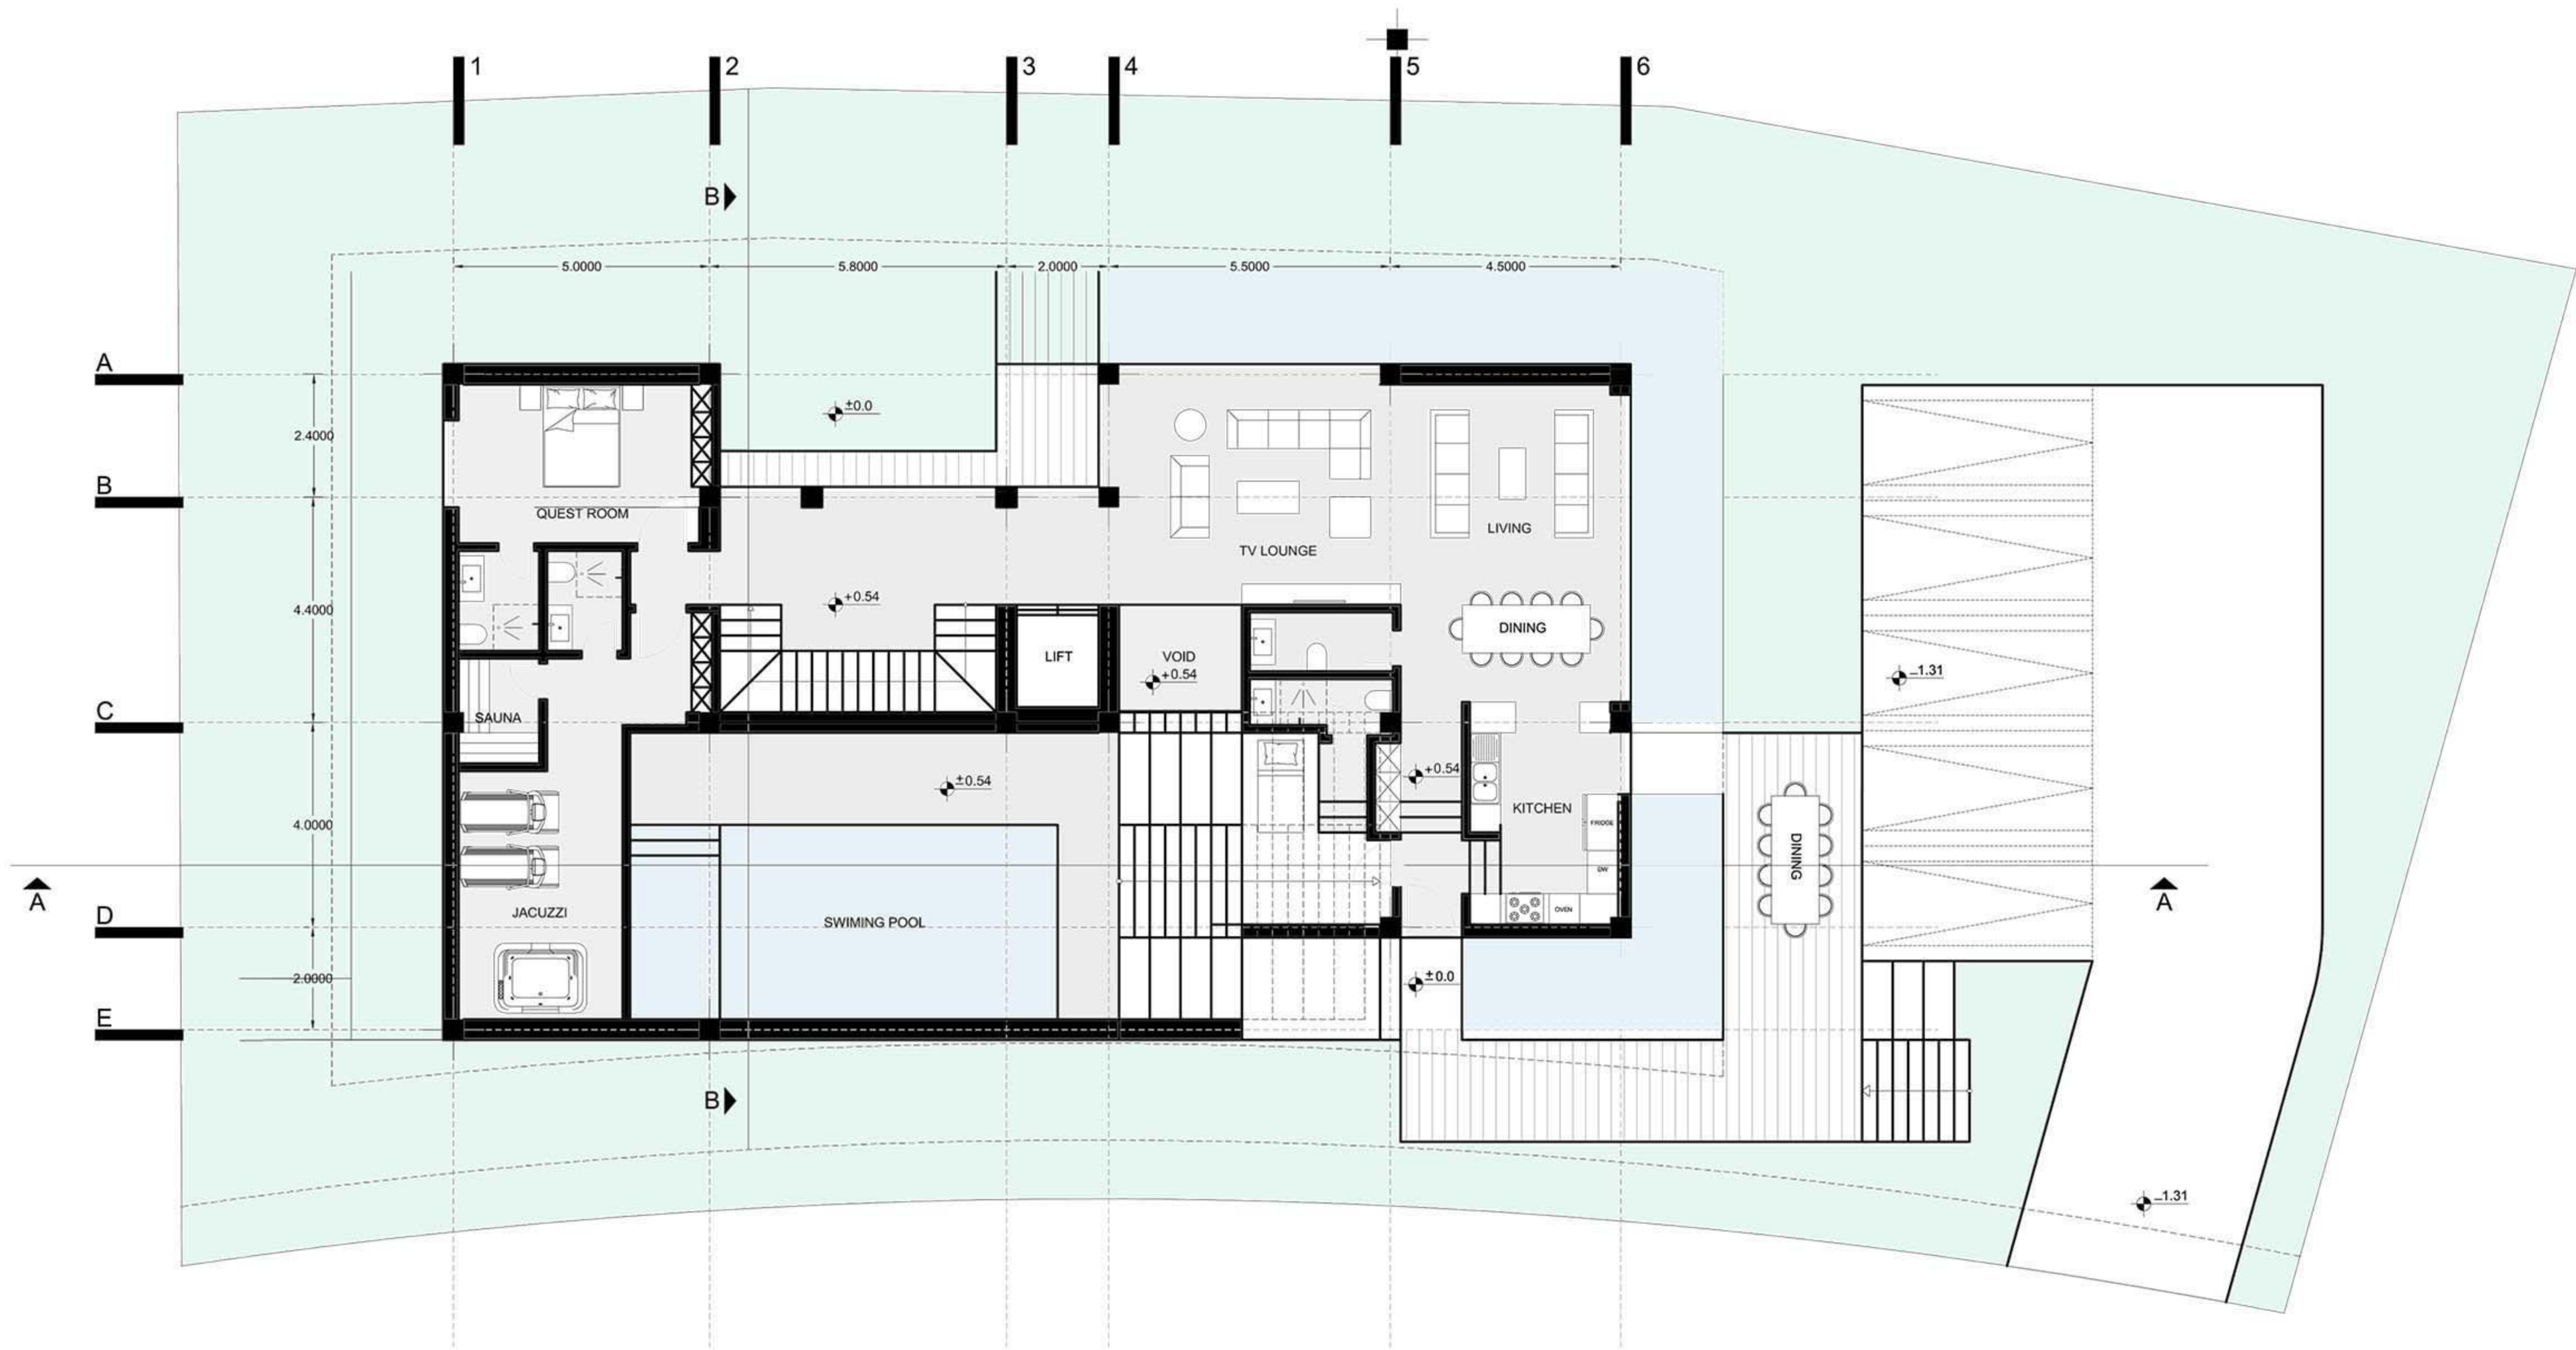 1
2
3
4
5
6
B
5.0000
5.8000
2.0000
5.5000
4.5000
A
±0.0
2.4000
B
QUEST ROOM
LIVING
TV LOUNGE
+0.54
4.4000
DINING
LIFT
VOID
+0.54
–1.31
C
SAUNA
+0.54
±0.54
KITCHEN
FRIDGE
4.0000
DINING
DW
A
A
JACUZZI
OVEN
D
SWIMING POOL
±0.0
2.0000
E
B
–1.31